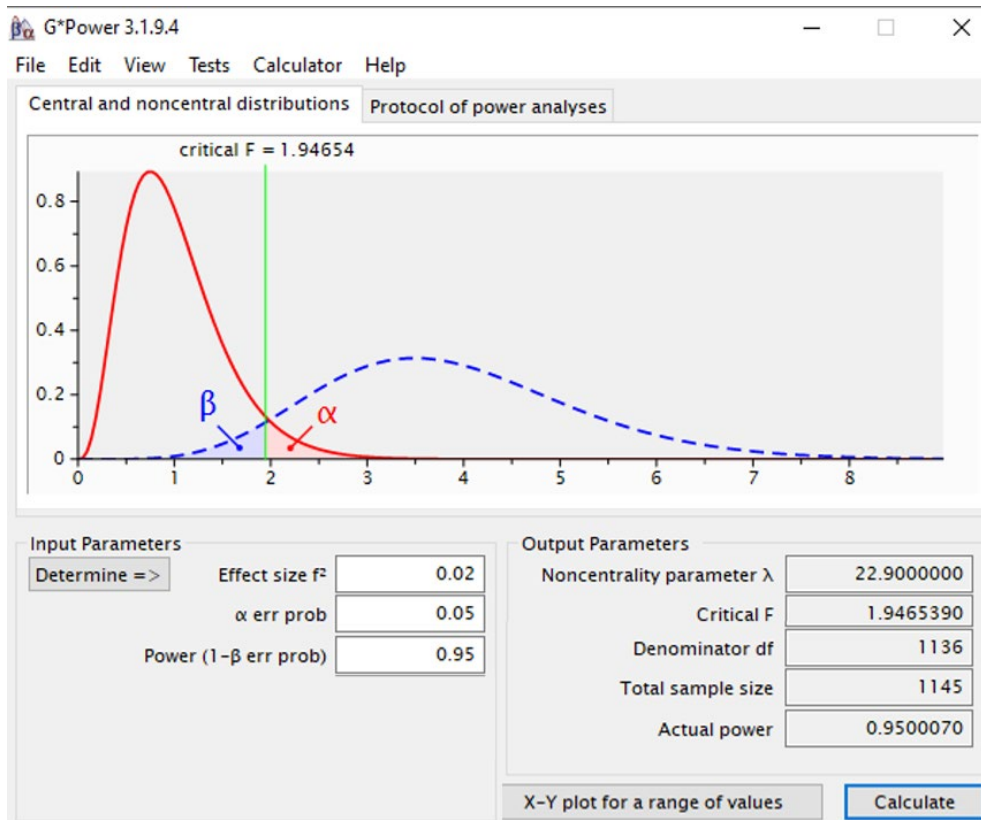 βα G*Power 3.1.9.4
File Edit View Tests Calculator Help
Central and noncentral distributions Protocol of power analyses
critical F = 1.94654
0.8
0.6
0.4
0.2
0
β α
0 1 2 3 4 5 6 7 8
Input Parameters
Determine =>
Effect size f² 0.02
α err prob 0.05
Power (1-β err prob) 0.95
Output Parameters
Noncentrality parameter λ 22.9000000
Critical F 1.9465390
Denominator df 1136
Total sample size 1145
Actual power 0.9500070
X-Y plot for a range of values Calculate